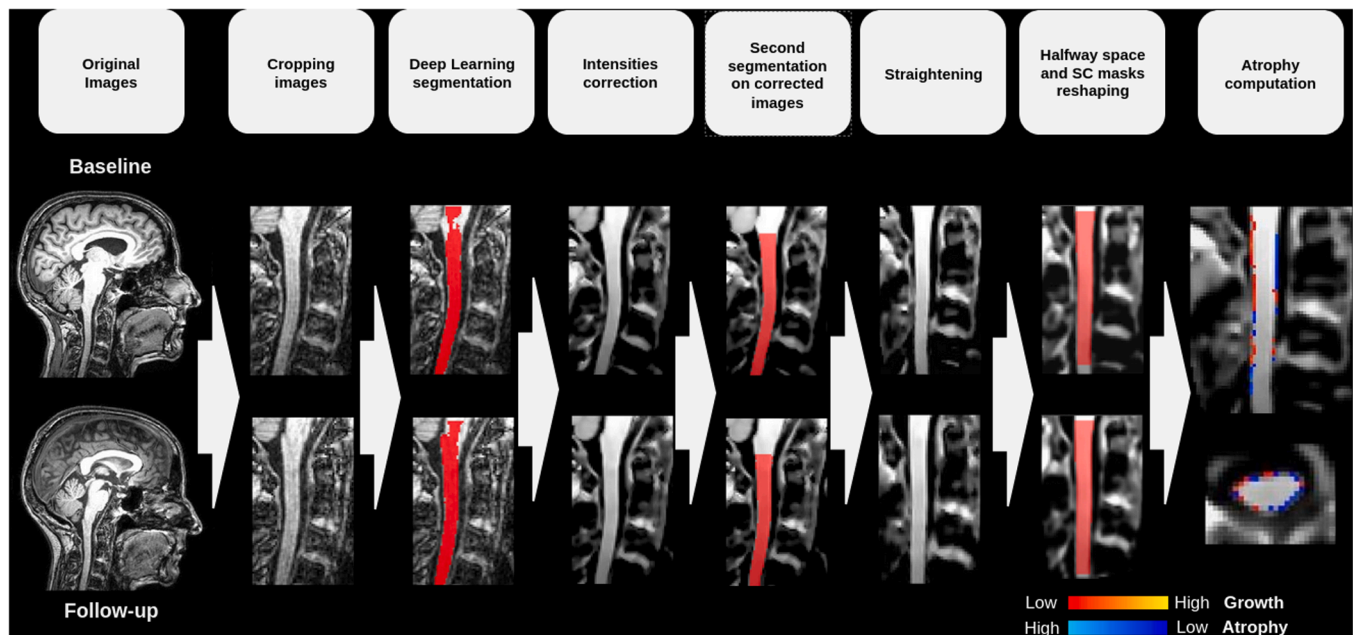 Original
Images
Cropping
images
Deep Learning
segmentation
Intensities
correction
Second
segmentation
on corrected
images
Straightening
Halfway space
and SC masks
reshaping
Atrophy
computation
Baseline
Follow-up
Low High Growth
High Low Atrophy